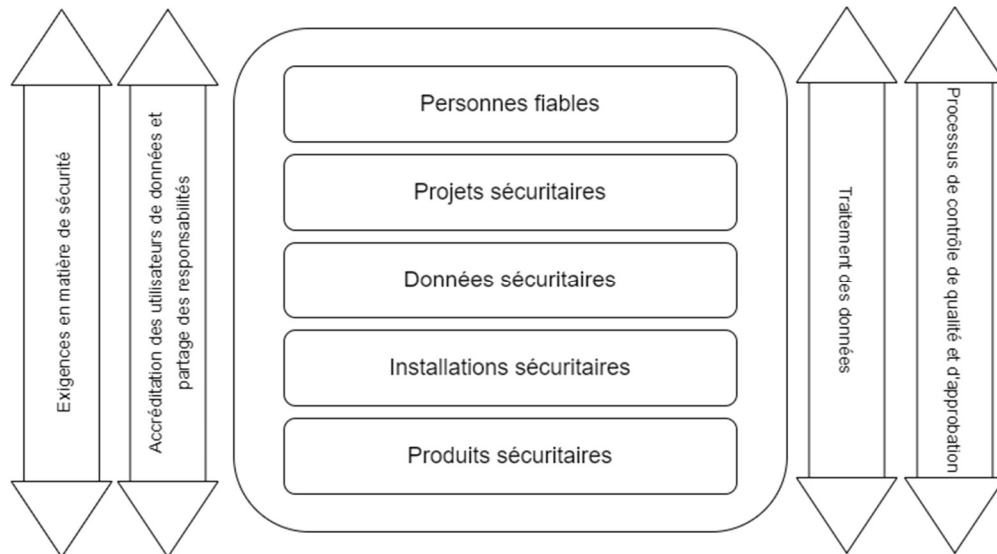 Exigences en matière de sécurité
Accréditation des utilisateurs de données et
partage des responsabilités
Personnes fiables
Projets sécuritaires
Données sécuritaires
Installations sécuritaires
Produits sécuritaires
Traitement des données
Processus de contrôle de qualité et d'approbation